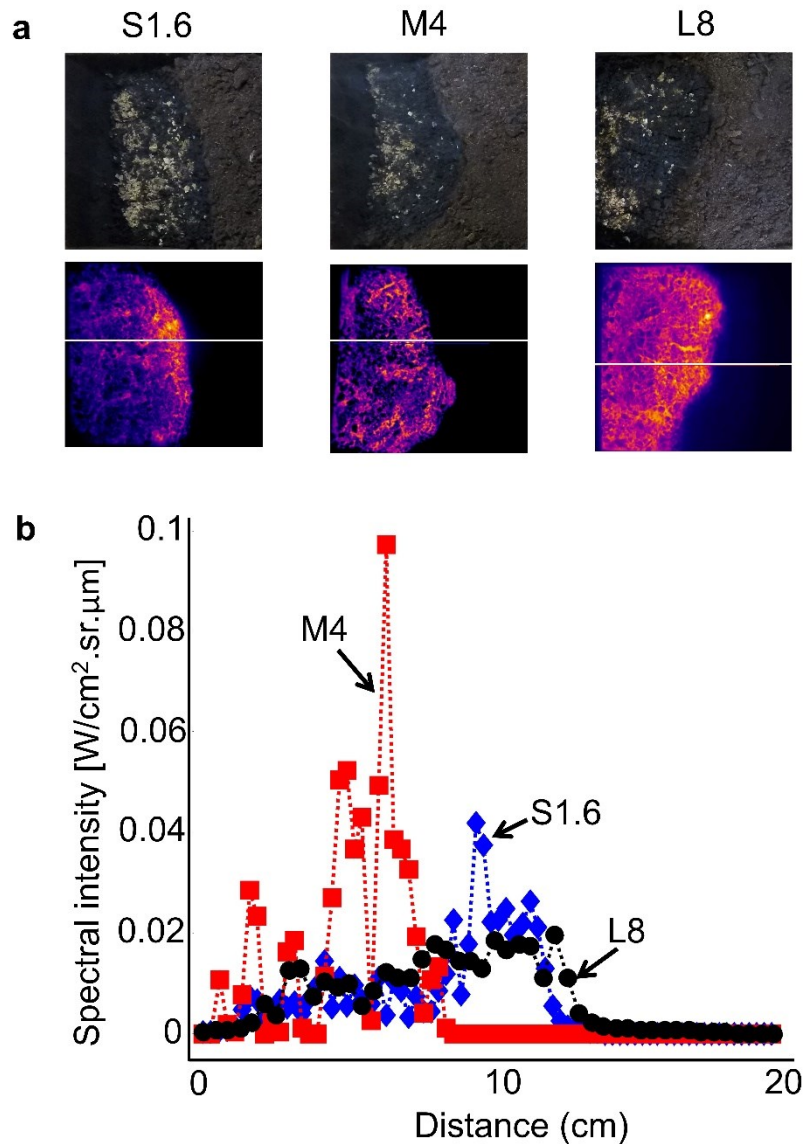 a
S1.6 M4 L8
b
Spectral intensity [W/cm².sr.μm]
0.1
0.08
0.06
0.04
0.02
0
M4
S1.6
L8
0 10 20
Distance (cm)